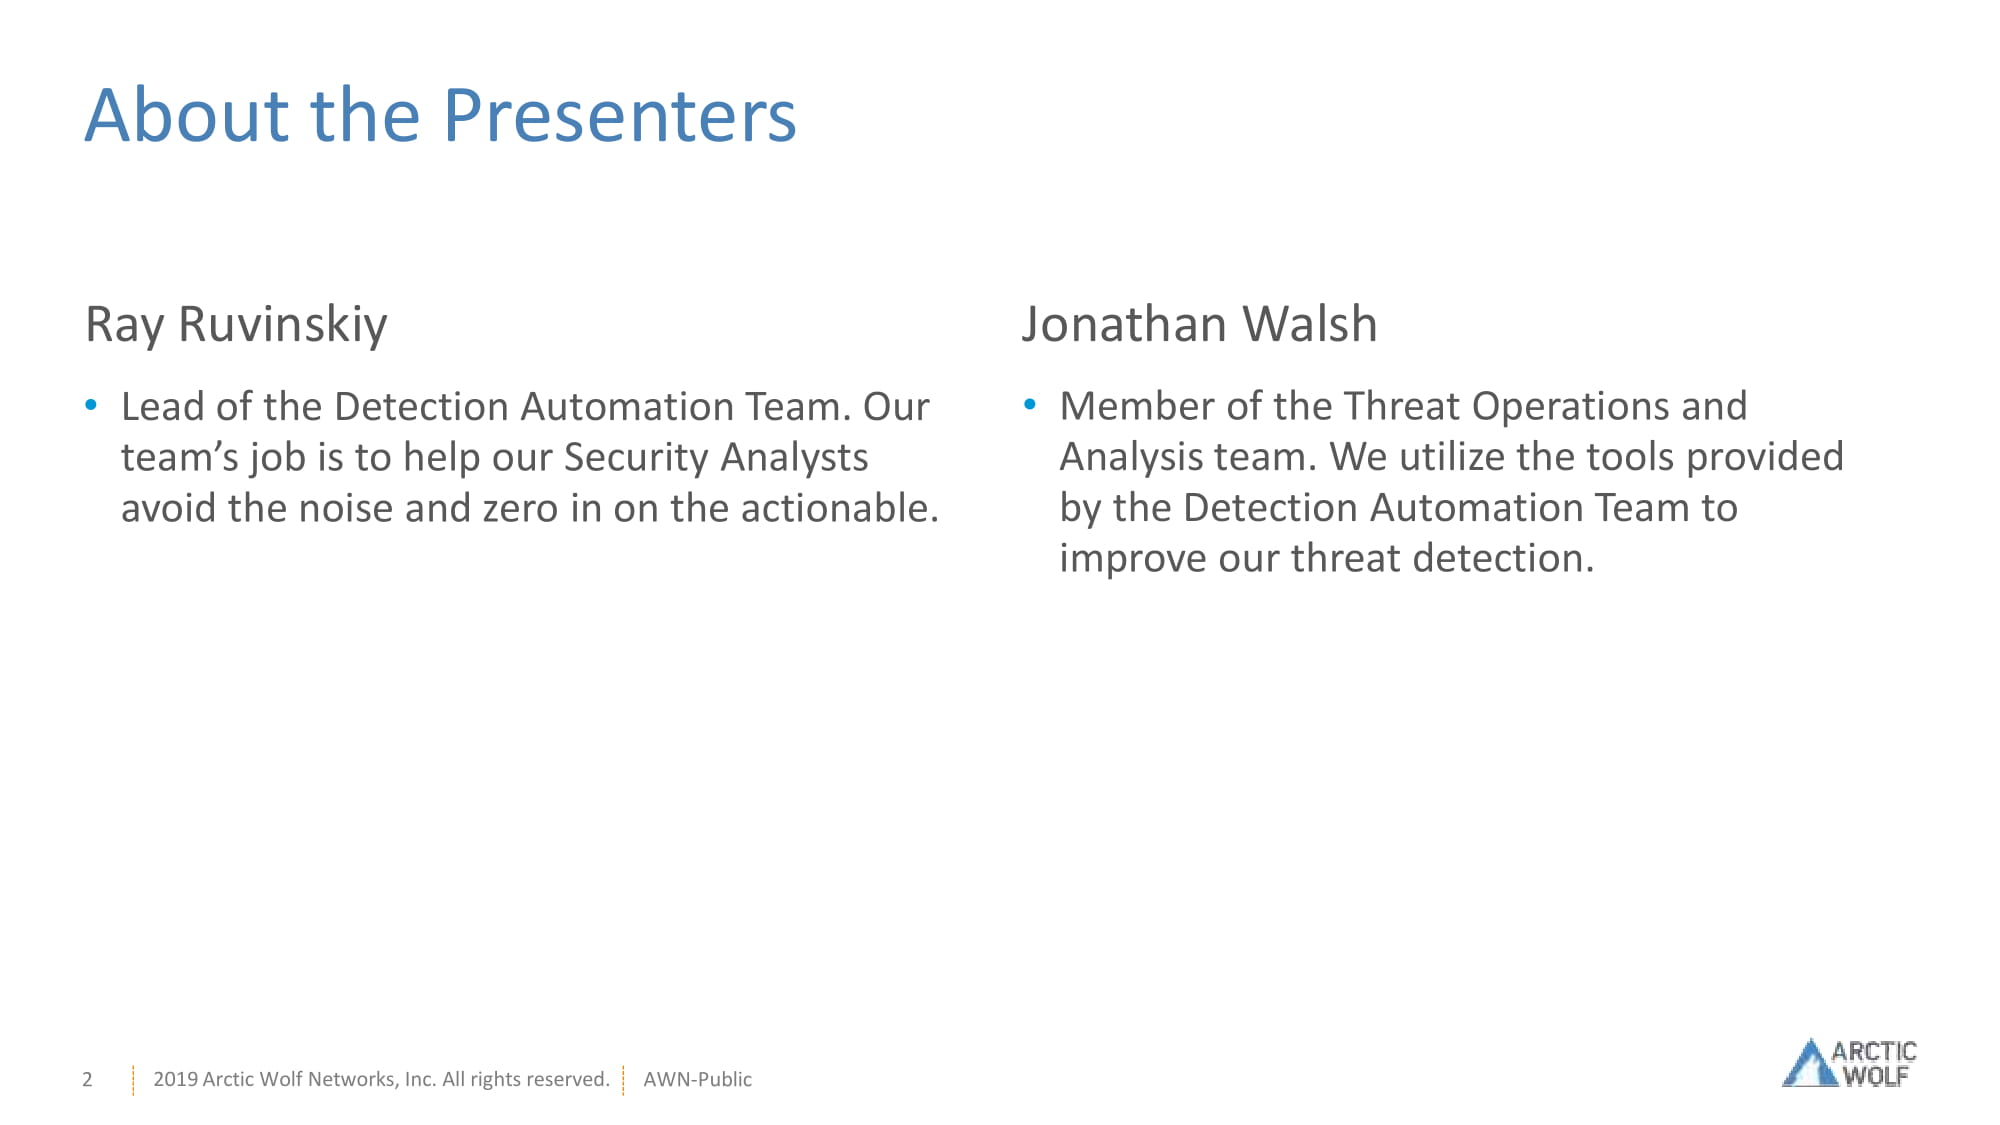 About the Presenters
Ray Ruvinskiy
• Lead of the Detection Automation Team. Our
team’s job is to help our Security Analysts
avoid the noise and zero in on the actionable.
Jonathan Walsh
• Member of the Threat Operations and
Analysis team. We utilize the tools provided
by the Detection Automation Team to
improve our threat detection.
2
2019 Arctic Wolf Networks, Inc. All rights reserved.
AWN-Public
ARCTIC
WOLF